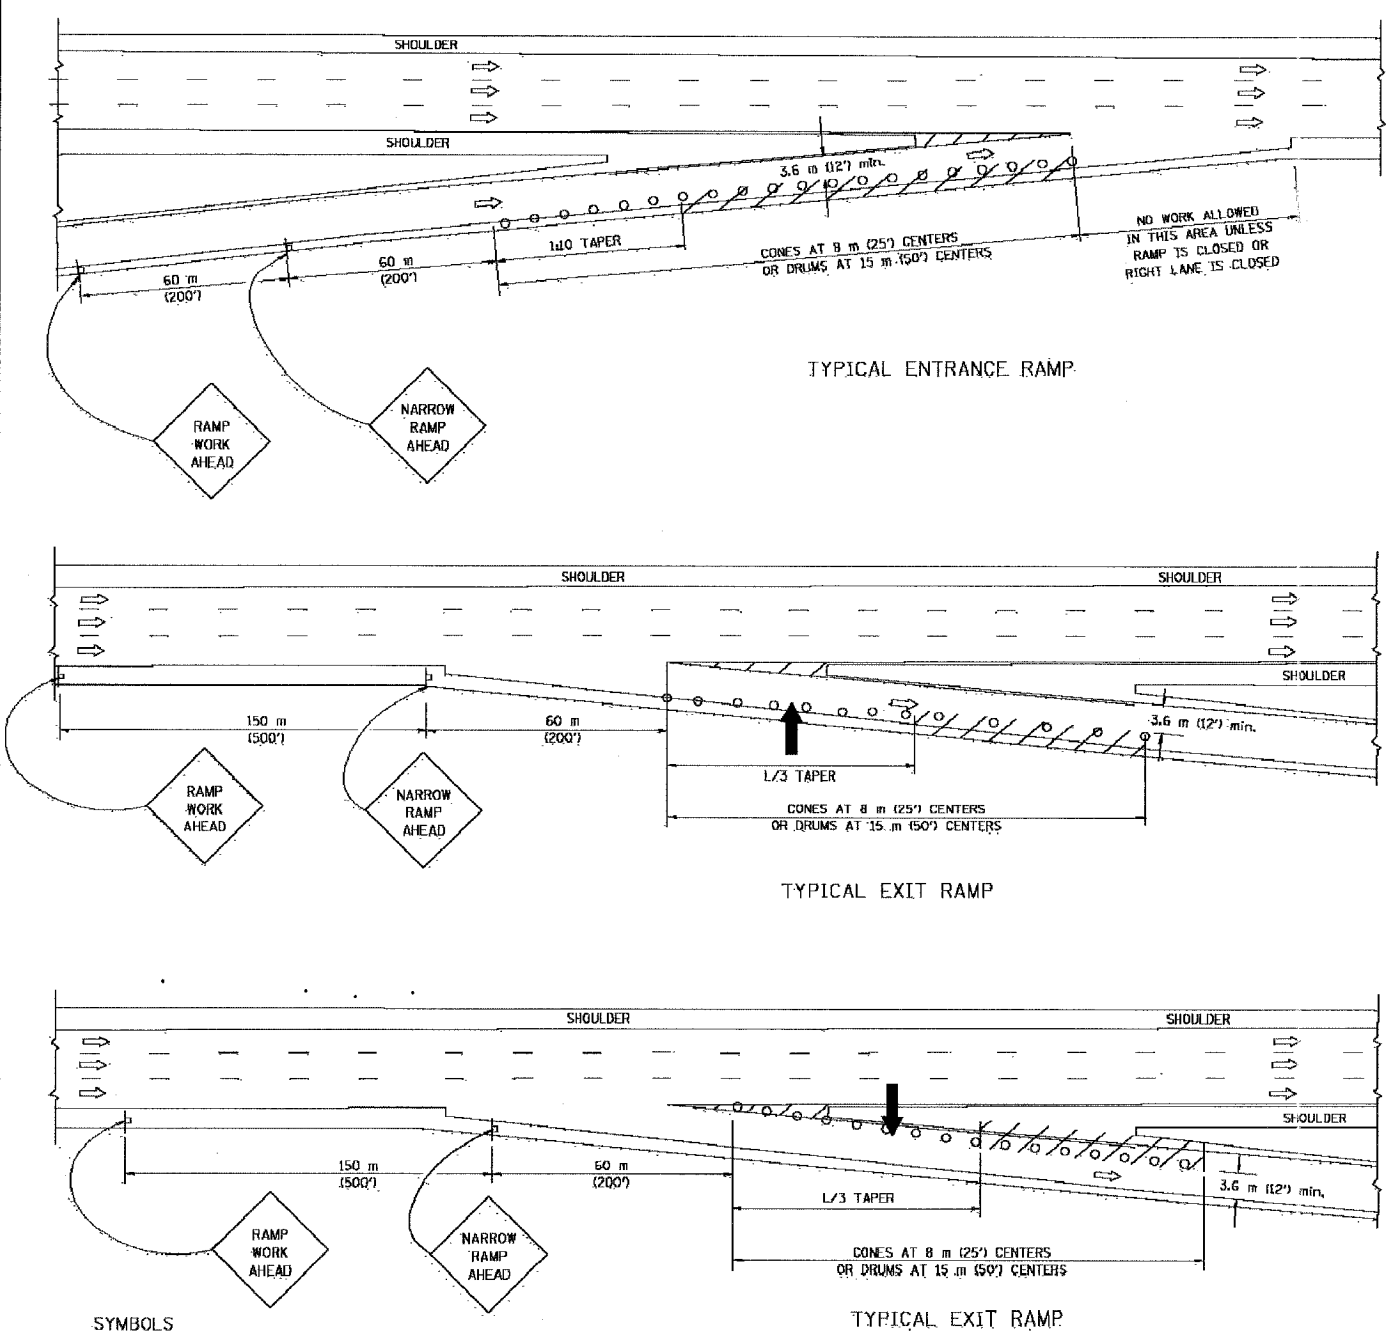 SHOULDER
SHOULDER
3.6 m (12') min.
1:10 TAPER
CONES AT 8 m (25') CENTERS
OR DRUMS AT 15 m (50') CENTERS
NO WORK ALLOWED
IN THIS AREA UNLESS
RAMP IS CLOSED OR
RIGHT LANE IS CLOSED
60 m
(200')
60 m
(200')
TYPICAL ENTRANCE RAMP
RAMP
WORK
AHEAD
NARROW
RAMP
AHEAD
SHOULDER
SHOULDER
SHOULDER
150 m
(500')
60 m
(200')
3.6 m (12') min.
L/3 TAPER
RAMP
WORK
AHEAD
NARROW
RAMP
AHEAD
CONES AT 8 m (25') CENTERS
OR DRUMS AT 15 m (50') CENTERS
TYPICAL EXIT RAMP
SHOULDER
SHOULDER
SHOULDER
150 m
(500')
60 m
(200')
3.6 m (12') min.
L/3 TAPER
RAMP
WORK
AHEAD
NARROW
RAMP
AHEAD
CONES AT 8 m (25') CENTERS
OR DRUMS AT 15 m (50') CENTERS
SYMBOLS
TYPICAL EXIT RAMP